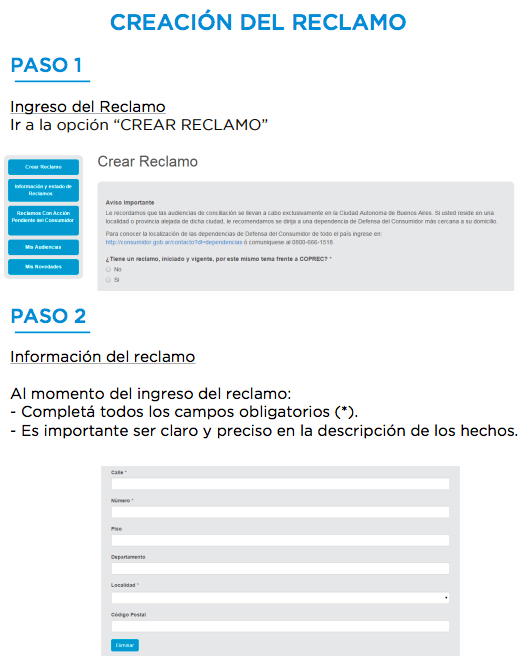 CREACIÓN DEL RECLAMO
PASO 1
Ingreso del Reclamo
Ir a la opción “CREAR RECLAMO”
Crear Reclamo
Información y estado de
Reclamos
Reclamos Con Acción
Pendiente del Consumidor
Mis Audiencias
Mis Novedades
Crear Reclamo
Aviso Importante
Le recordamos que las audiencias de conciliación se llevan a cabo exclusivamente en la Ciudad Autonoma de Buenos Aires. Si usted reside en una
localidad o provincia alejada de dicha ciudad, le recomendamos se dirija a una dependencia de Defensa del Consumidor más cercana a su domicilio.
Para conocer la localización de las dependencias de Defensa del Consumidor de todo el país ingrese en:
http://consumidor.gob.ar/contacto?dl=dependencias ó comuníquese al 0800-666-1518
¿Tiene un reclamo, iniciado y vigente, por este mismo tema frente a COPREC? *
No
Si
PASO 2
Información del reclamo
Al momento del ingreso del reclamo:
- Completá todos los campos obligatorios (*).
- Es importante ser claro y preciso en la descripción de los hechos.
Calle *
Número *
Piso
Departamento
Localidad *
Código Postal
Eliminar